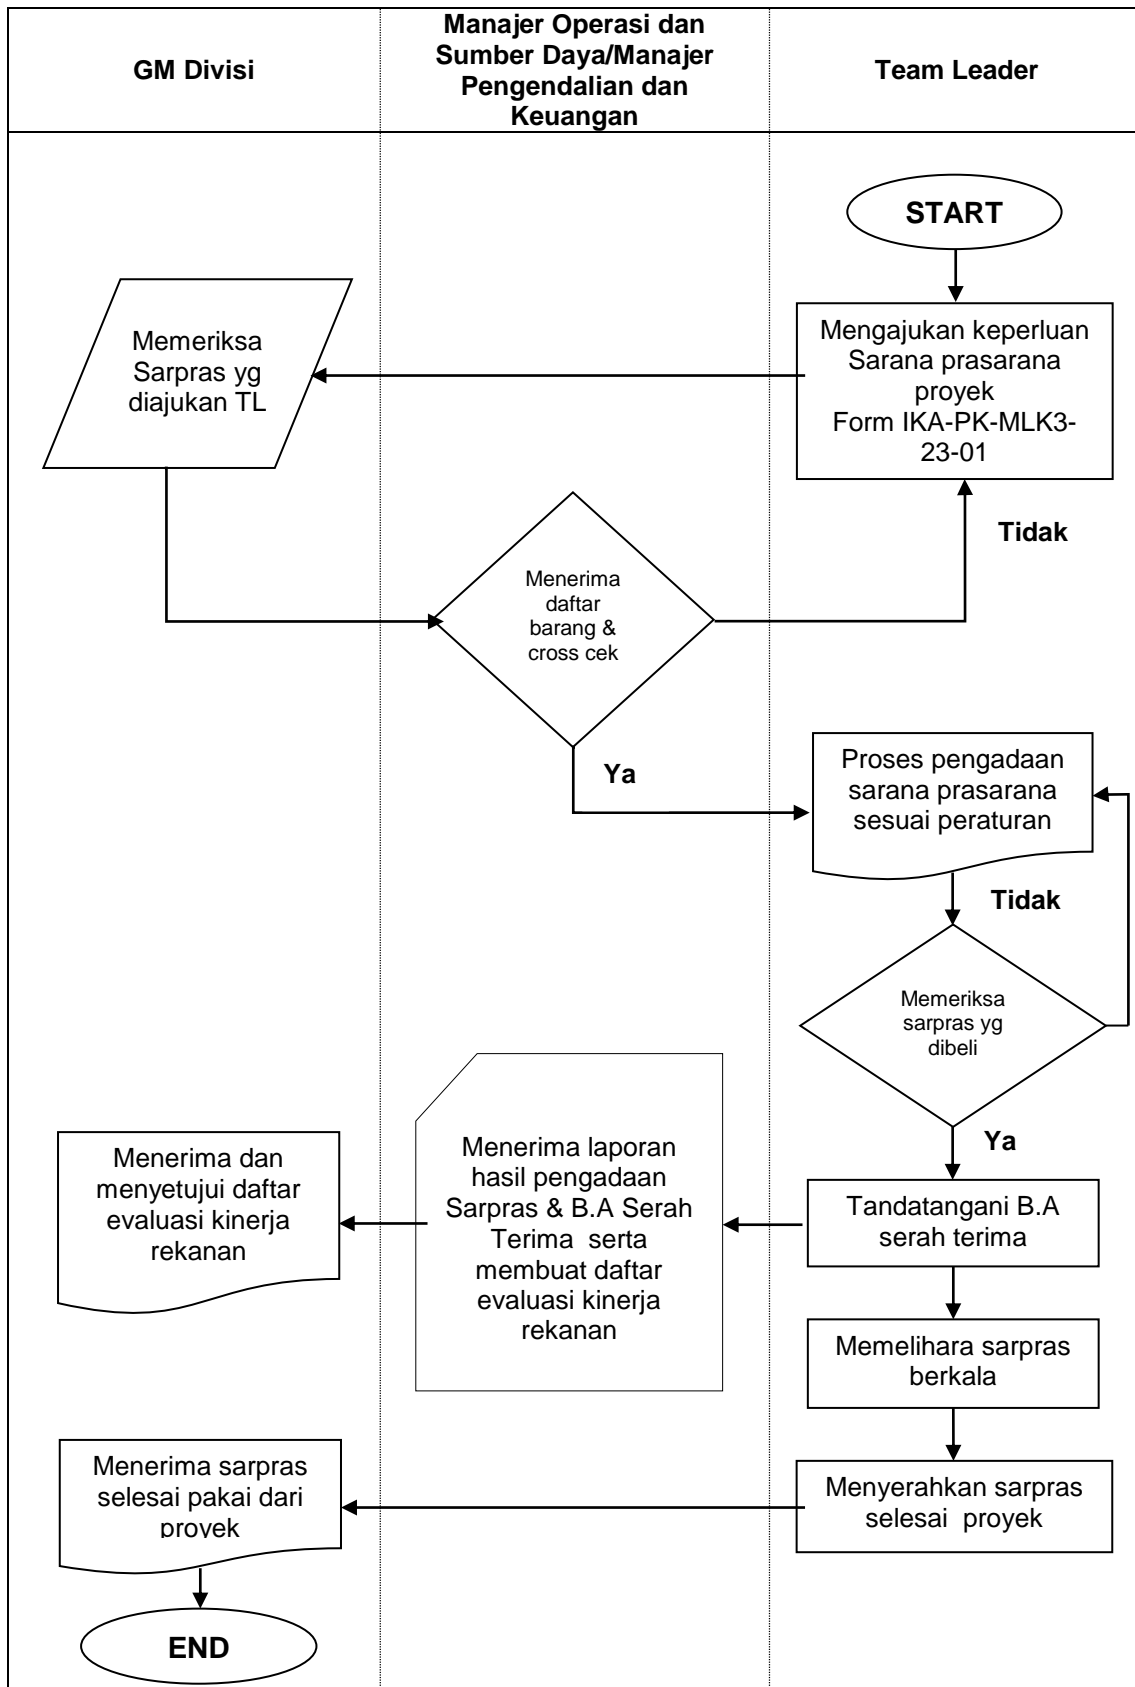 GM Divisi
Manajer Operasi dan
Sumber Daya/Manajer
Pengendalian dan
Keuangan
Team Leader
START
Mengajukan keperluan
Sarana prasarana
proyek
Form IKA-PK-MLK3-
23-01
Memeriksa
Sarpras yg
diajukan TL
Tidak
Menerima
daftar
barang &
cross cek
Ya
Proses pengadaan
sarana prasarana
sesuai peraturan
Tidak
Memeriksa
sarpras yg
dibeli
Ya
Tandatangani B.A
serah terima
Menerima laporan
hasil pengadaan
Sarpras & B.A Serah
Terima serta
membuat daftar
evaluasi kinerja
rekanan
Menerima dan
menyetujui daftar
evaluasi kinerja
rekanan
Memelihara sarpras
berkala
Menyerahkan sarpras
selesai proyek
Menerima sarpras
selesai pakai dari
proyek
END